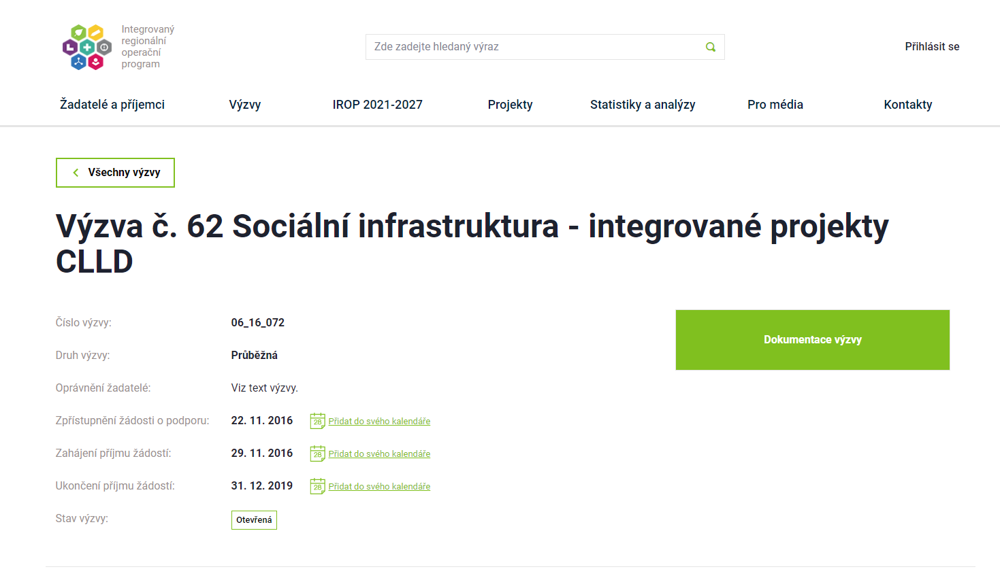 Integrovaný
regionální
operační
program
Zde zadejte hledaný výraz
Přihlásit se
Žadatelé a příjemci
Výzvy
IROP 2021-2027
Projekty
Statistiky a analýzy
Pro média
Kontakty
Všechny výzvy
Výzva č. 62 Sociální infrastruktura - integrované projekty
CLLD
Číslo výzvy: 06_16_072
Dokumentace výzvy
Druh výzvy: Průběžná
Oprávnění žadatelé: Viz text výzvy.
Zpřístupnění žádosti o podporu: 22. 11. 2016 28 Přidat do svého kalendáře
Zahájení příjmu žádostí: 29. 11. 2016 28 Přidat do svého kalendáře
Ukončení příjmu žádostí: 31. 12. 2019 28 Přidat do svého kalendáře
Stav výzvy: Otevřená